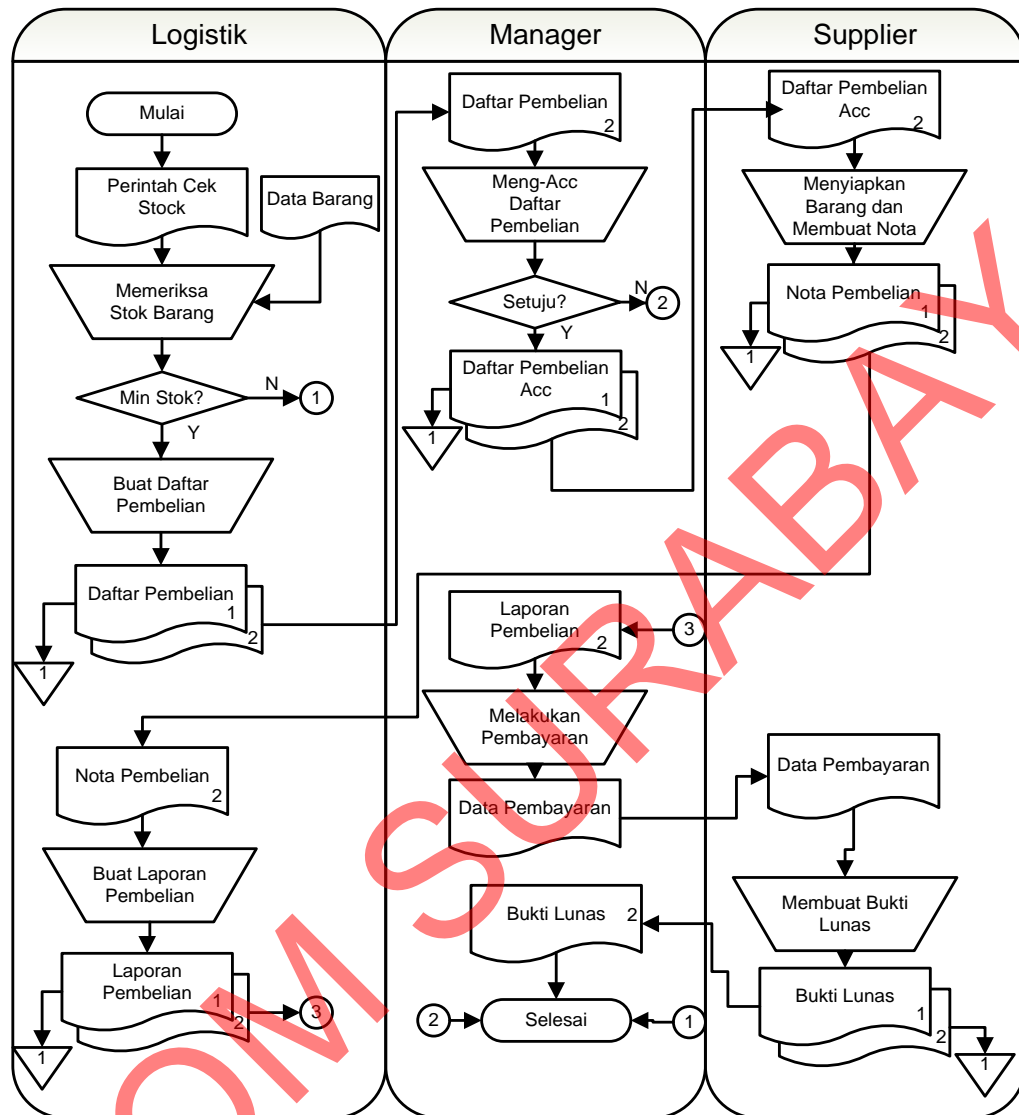 Logistik
Mulai
Perintah Cek
Stock
Data Barang
Memeriksa
Stok Barang
Min Stok?
N
1
Y
Buat Daftar
Pembelian
Daftar Pembelian
1
2
1
Nota Pembelian
2
Buat Laporan
Pembelian
Laporan
Pembelian
1
2
3
1
Manager
Daftar Pembelian
2
Meng-Acc
Daftar
Pembelian
Setuju?
N
2
Y
Daftar Pembelian
Acc
1
2
1
Laporan
Pembelian
2
3
Melakukan
Pembayaran
Data Pembayaran
Bukti Lunas
2
2
Selesai
1
Supplier
Daftar Pembelian
Acc
2
Menyiapkan
Barang dan
Membuat Nota
Nota Pembelian
1
2
1
Data Pembayaran
Membuat Bukti
Lunas
Bukti Lunas
1
2
1
OM SURABAY